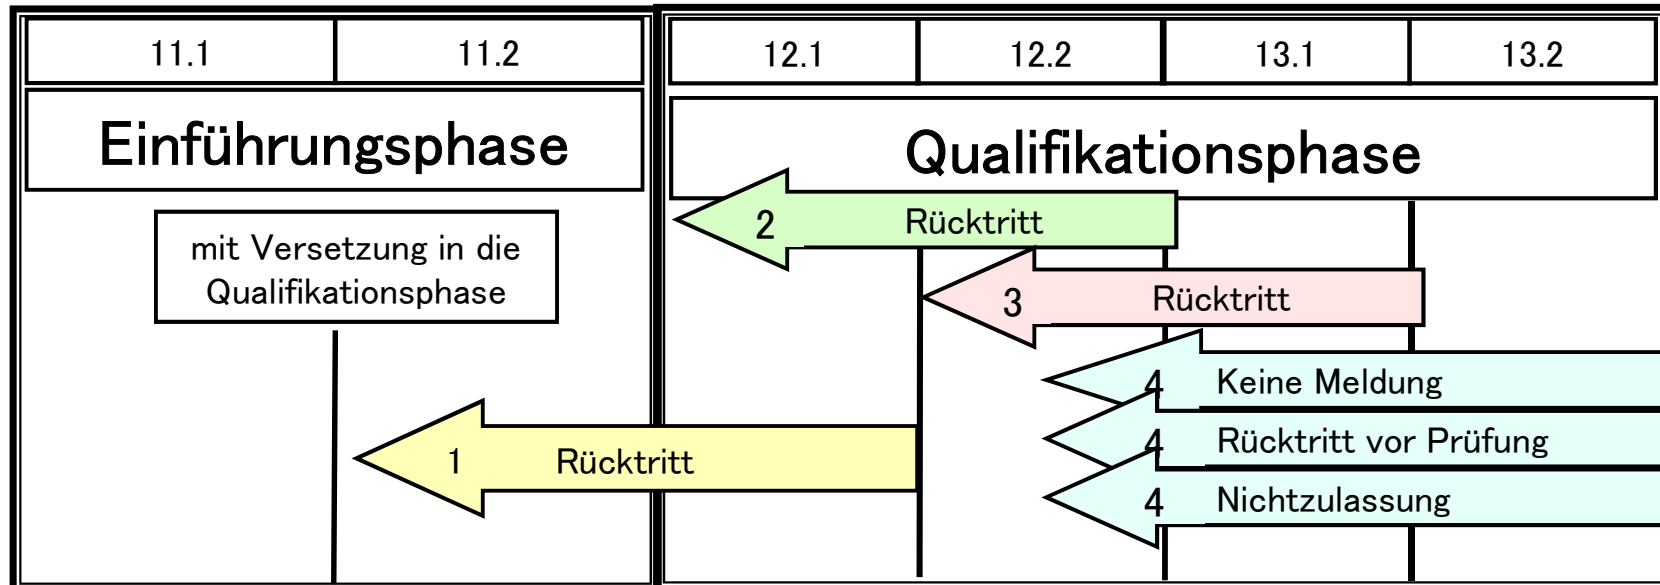 11.1
11.2
12.1
12.2
13.1
13.2
Einführungsphase
Qualifikationsphase
mit Versetzung in die
Qualifikationsphase
2 Rücktritt
3 Rücktritt
4 Keine Meldung
4 Rücktritt vor Prüfung
1 Rücktritt
4 Nichtzulassung